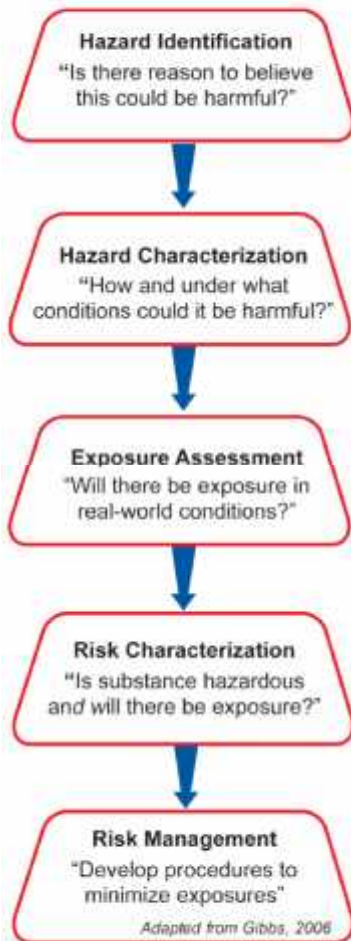 Hazard Identification
“Is there reason to believe
this could be harmful?”
Hazard Characterization
“How and under what
conditions could it be harmful?”
Exposure Assessment
“Will there be exposure in
real-world conditions?”
Risk Characterization
“Is substance hazardous
and will there be exposure?”
Risk Management
“Develop procedures to
minimize exposures”
Adapted from Gibbs, 2006